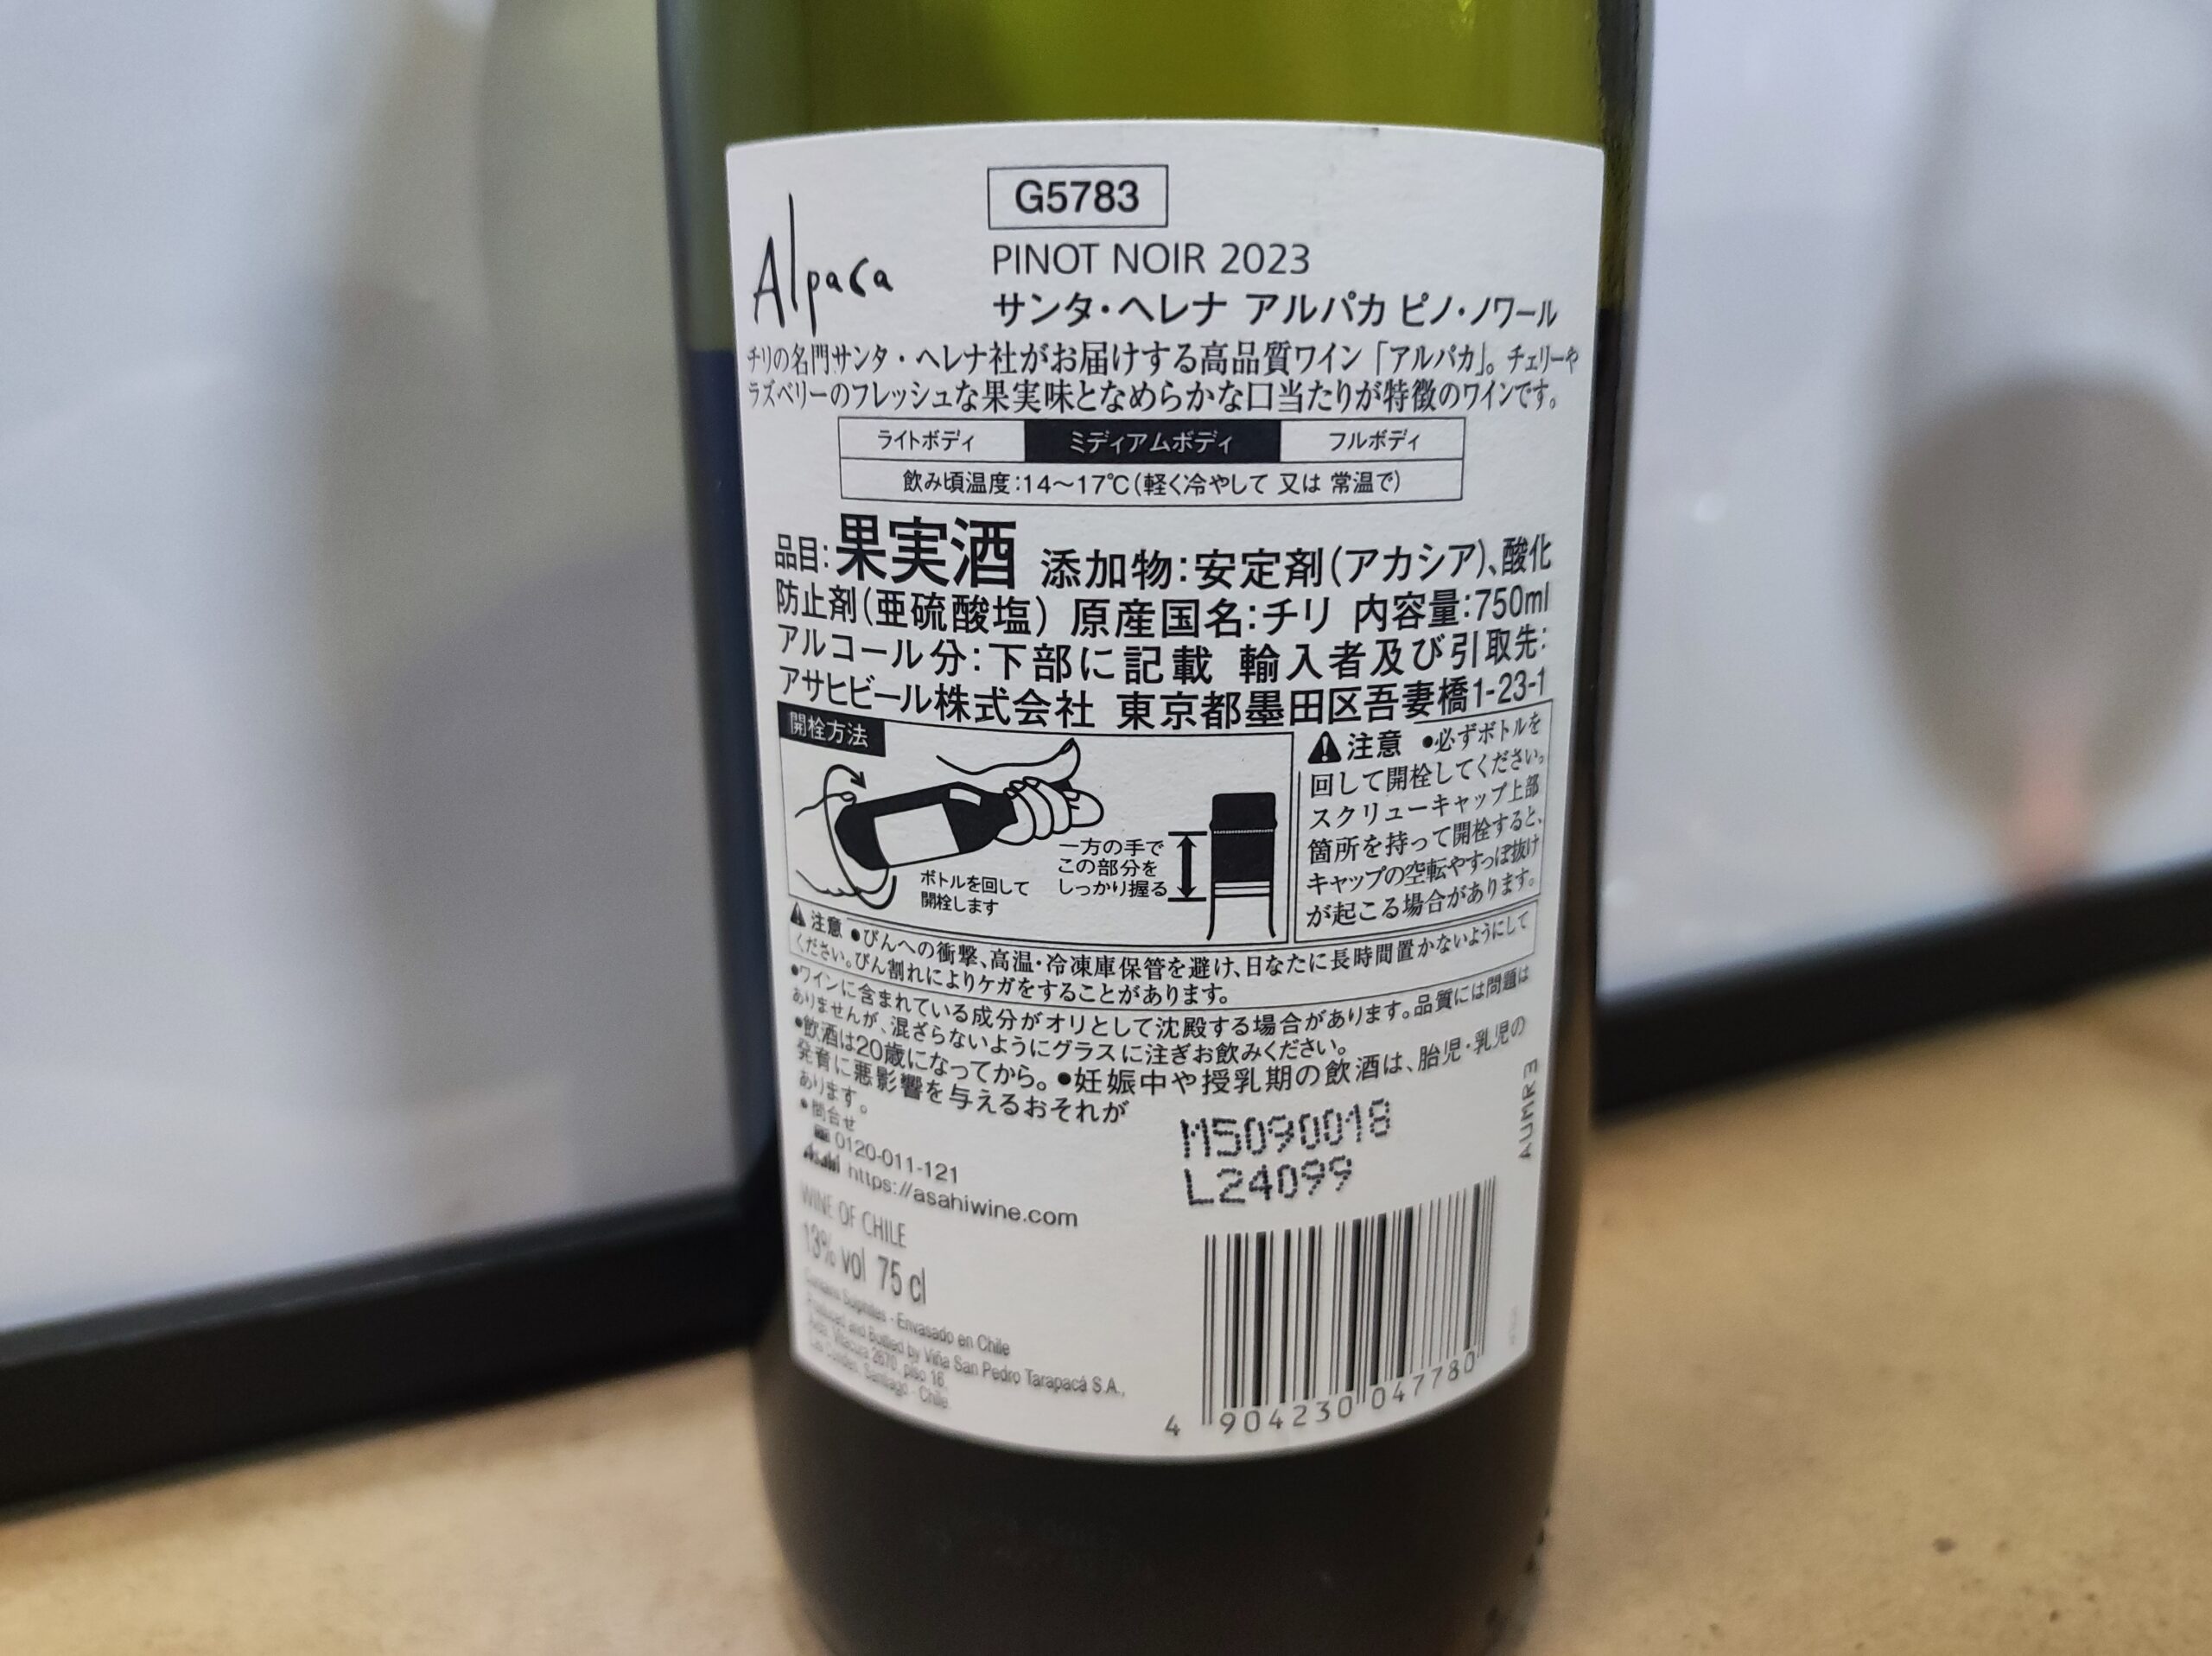 G5783
Alpaca
PINOT NOIR 2023
サンタ・ヘレナ アルパカ ピノ・ノワール
チリの名門サンタ・ヘレナ社がお届けする高品質ワイン「アルパカ」。チェリーや
ラズベリーのフレッシュな果実味となめらかな口当たりが特徴のワインです。
ライトボディ ミディアムボディ フルボディ
飲み頃温度:14〜17℃(軽く冷やして 又は 常温で)
品目:果実酒 添加物:安定剤(アカシア)、酸化
防止剤(亜硫酸塩) 原産国名:チリ 内容量:750ml
アルコール分:下部に記載 輸入者及び引取先:
アサヒビール株式会社 東京都墨田区吾妻橋1-23-1
開栓方法
ボトルを回して
開栓します
一方の手で
この部分を
しっかり握る
注意 ●必ずボトルを
回して開栓してください。
スクリューキャップ上部
箇所を持って開栓すると、
キャップの空転やすっぽ抜け
が起こる場合があります。
注意 ●びんへの衝撃、高温・冷凍庫保管を避け、日なたに長時間置かないようにして
ください。びん割れによりケガをすることがあります。
●ワインに含まれている成分がオリとして沈殿する場合があります。品質には問題は
ありませんが、混ざらないようにグラスに注ぎお飲みください。
●飲酒は20歳になってから。●妊娠中や授乳期の飲酒は、胎児・乳児の
発育に悪影響を与えるおそれが
あります。
●問合せ
0120-011-121
Asahi https://asahiwine.com
WINE OF CHILE
13% vol 75 cl
Contains Sulphites - Envasado en Chile
Produced and Bottled by Viña San Pedro Tarapacá S.A.,
Avda. Vitacura 2670, piso 16,
Las Condes, Santiago - Chile
M5090018
L24099
AUMR3
4 904230 047780